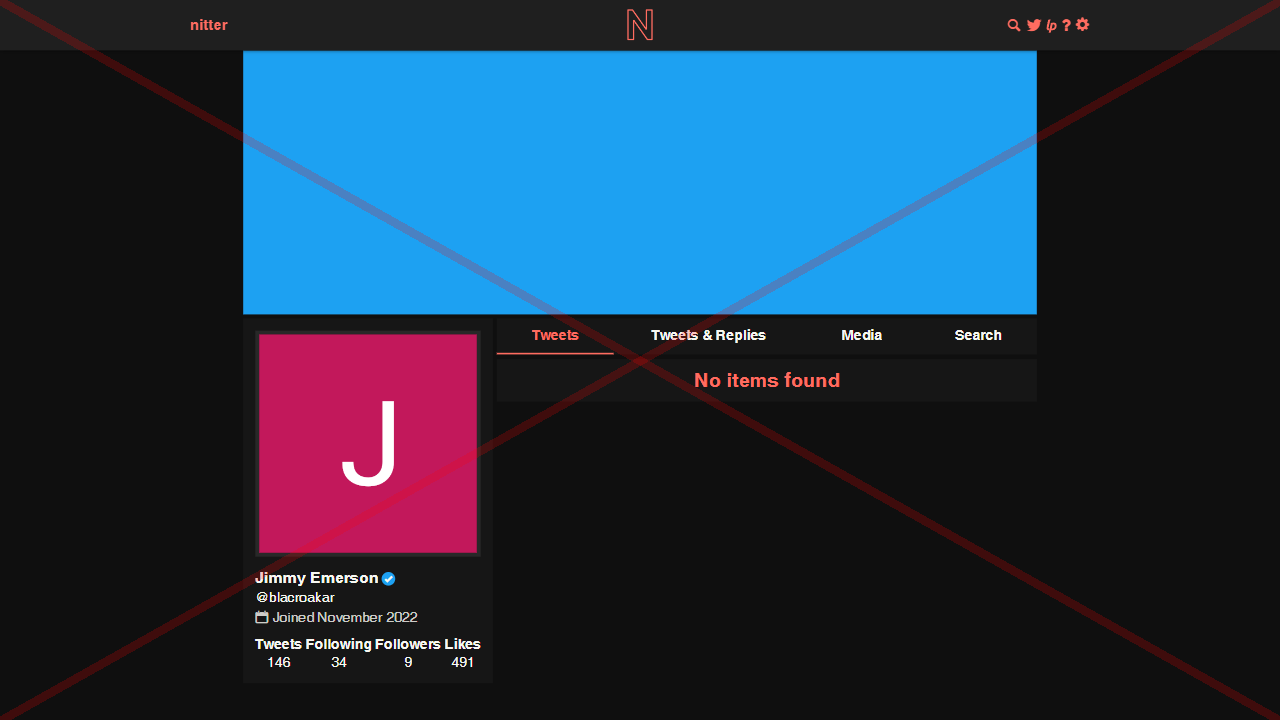 nitter
N
lp ?
Tweets Tweets & Replies Media Search
No items found
J
Jimmy Emerson
@blacroakar
Joined November 2022
Tweets Following Followers Likes
146 34 9 491